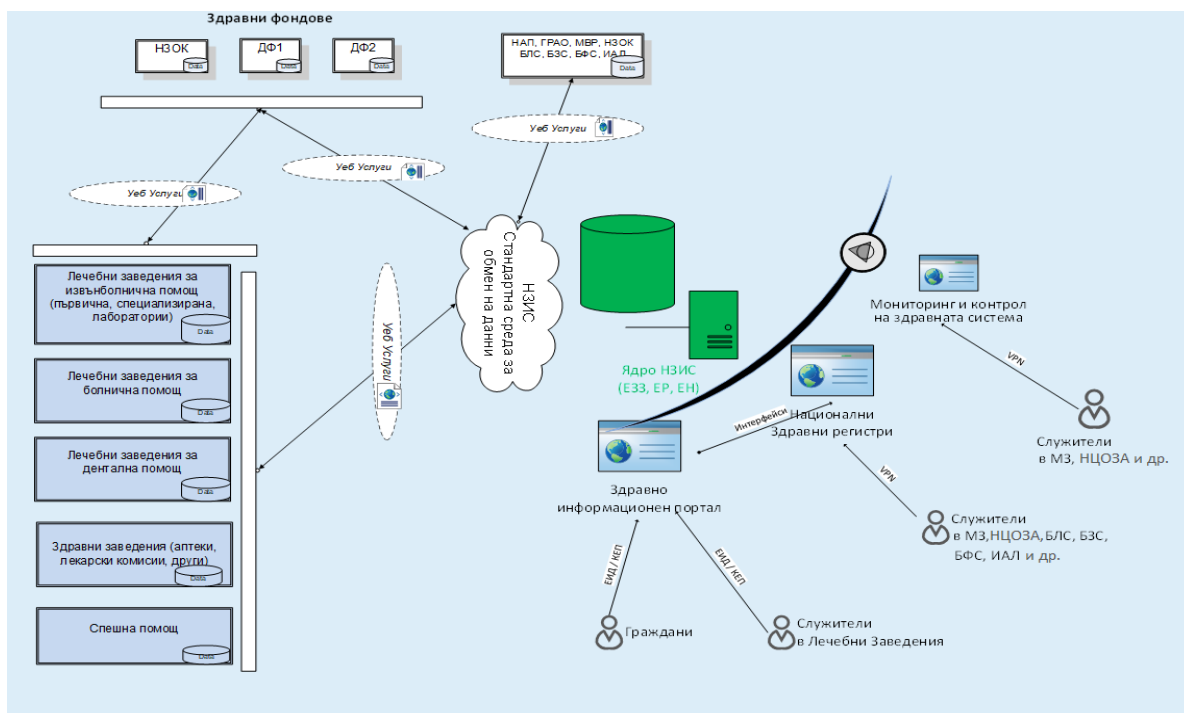 Здравни фондове
НЗОК
Data
ДФ1
Data
ДФ2
Data
НАП, ГРАО, МВР, НЗОК
БЛС, БЗС, БФС, ИАЛ
Data
Уеб Услуги
Уеб Услуги
Уеб Услуги
Лечебни заведения за
извънболнична помощ
(първична, специализирана,
лаборатории)
Data
Лечебни заведения за
болнична помощ
Data
Лечебни заведения за
дентална помощ
Data
Здравни заведения (аптеки,
лекарски комисии, други)
Data
Спешна помощ
Data
Уеб Услуги
НЗИС
Стандартна среда за
обмен на данни
Ядро НЗИС
(ЕЗЗ, ЕР, ЕН)
Мониторинг и контрол
на здравната система
VPN
Служители
в МЗ, НЦОЗА и др.
Интерфейси
Национални
Здравни регистри
VPN
Служители
в МЗ,НЦОЗА,БЛС, БЗС,
БФС, ИАЛ и др.
Здравно
информационен портал
ЕИД / КЕП
ЕИД / КЕП
Граждани
Служители
в Лечебни Заведения